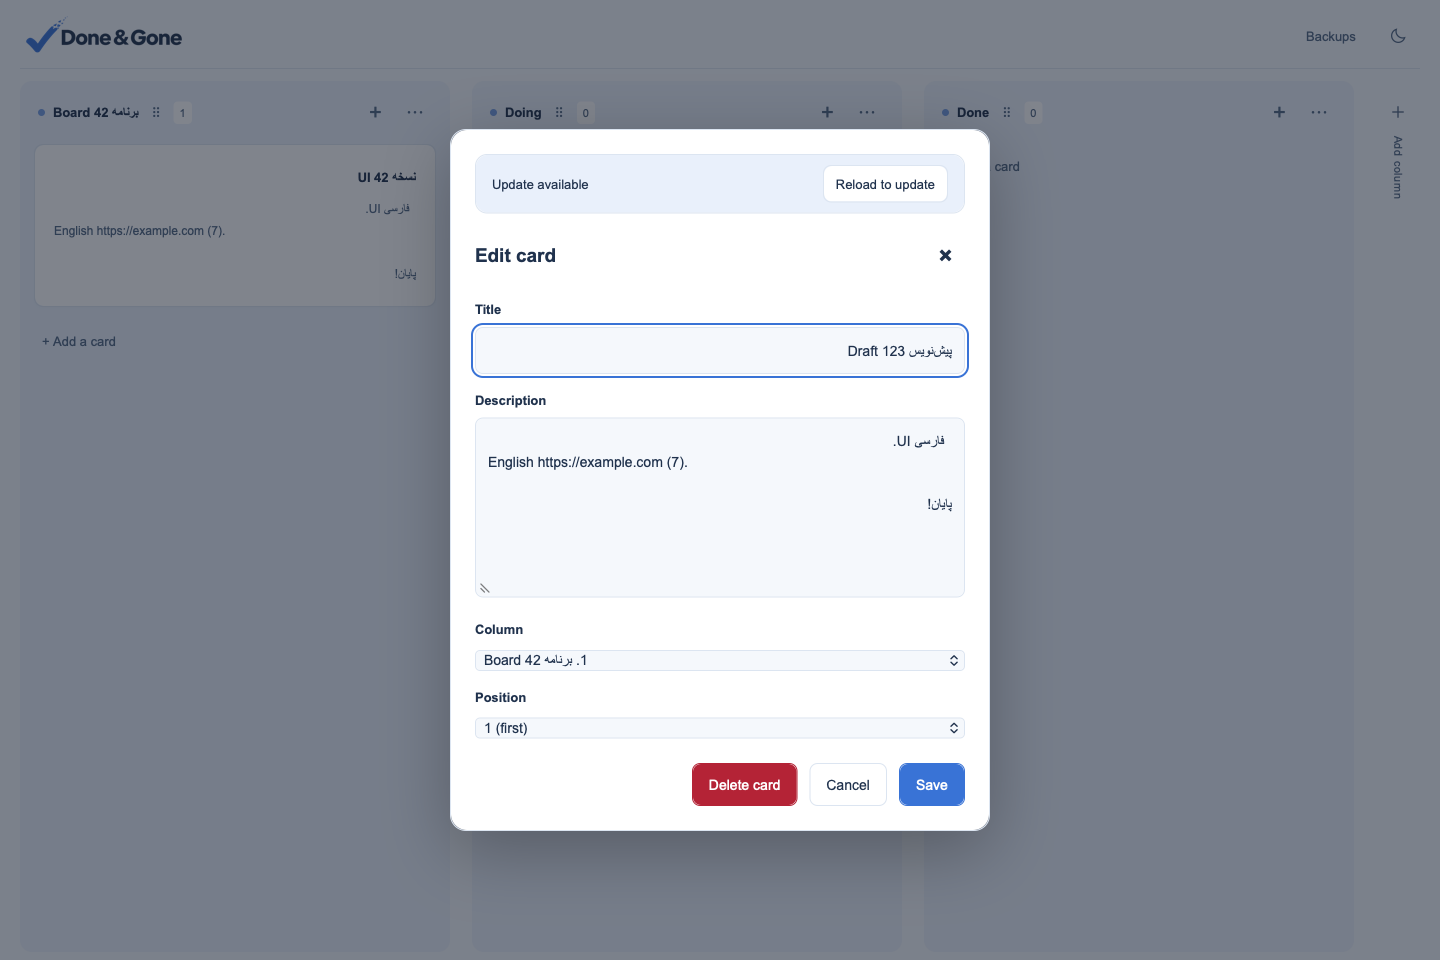 Done & Gone
Backups
Board 42 برنامه
1
Doing
0
Done
0
نسخه 42 UI
فارسی UI.
English https://example.com (7).
پایان!
+ Add a card
card
Add column
Update available
Reload to update
Edit card
Title
پیش‌نویس Draft 123
Description
فارسی UI.
English https://example.com (7).
پایان!
Column
1. برنامه Board 42
Position
1 (first)
Delete card
Cancel
Save